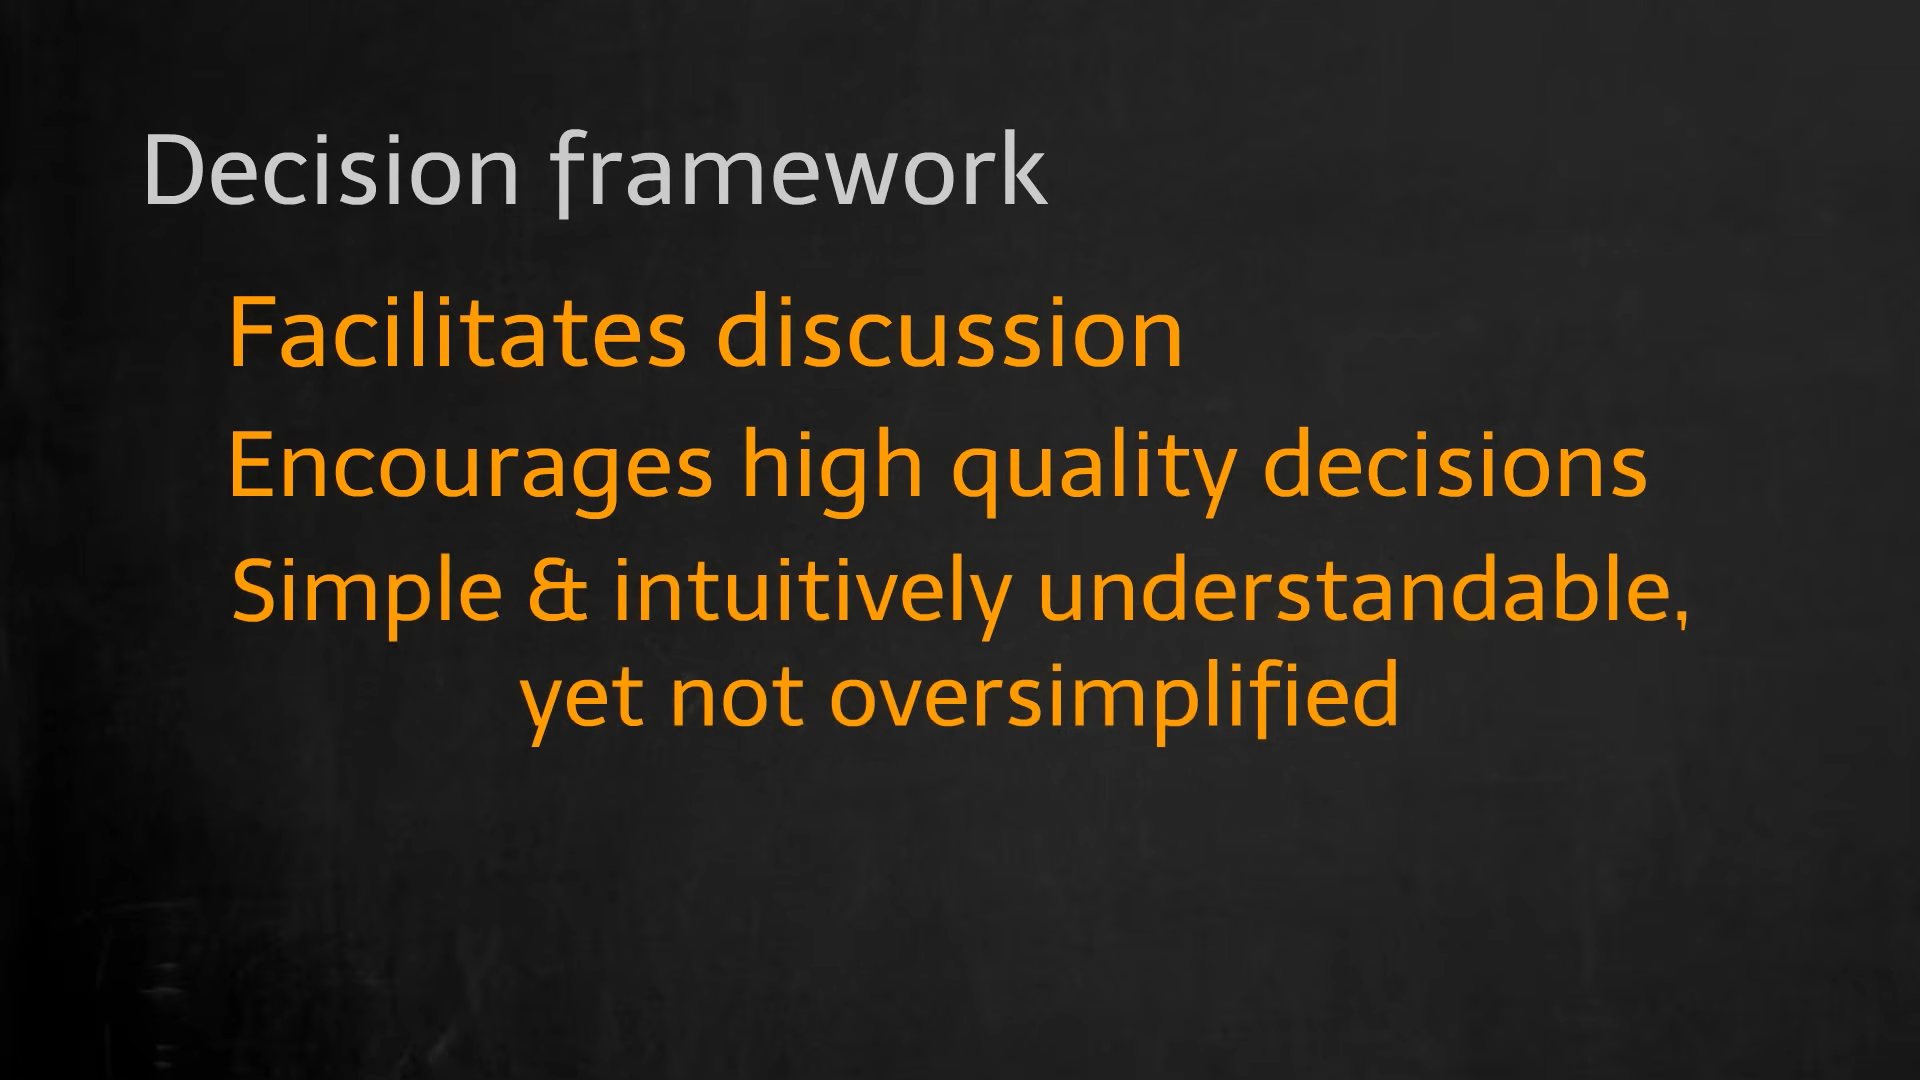 Decision framework
Facilitates discussion
Encourages high quality decisions
Simple & intuitively understandable,
yet not oversimplified